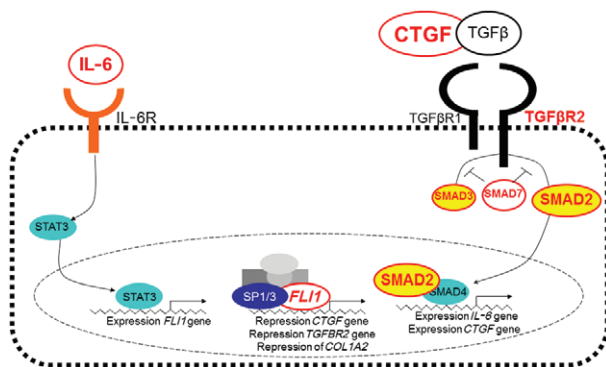 CTGF
TGFβ
IL-6
IL-6R
TGFβR1
TGFβR2
SMAD3
SMAD7
SMAD2
STAT3
STAT3
SP1/3
FLI1
SMAD2
SMAD4
Expression FLI1 gene
Repression CTGF gene
Repression TGFBR2 gene
Repression of COL1A2
Expression IL-6 gene
Expression CTGF gene